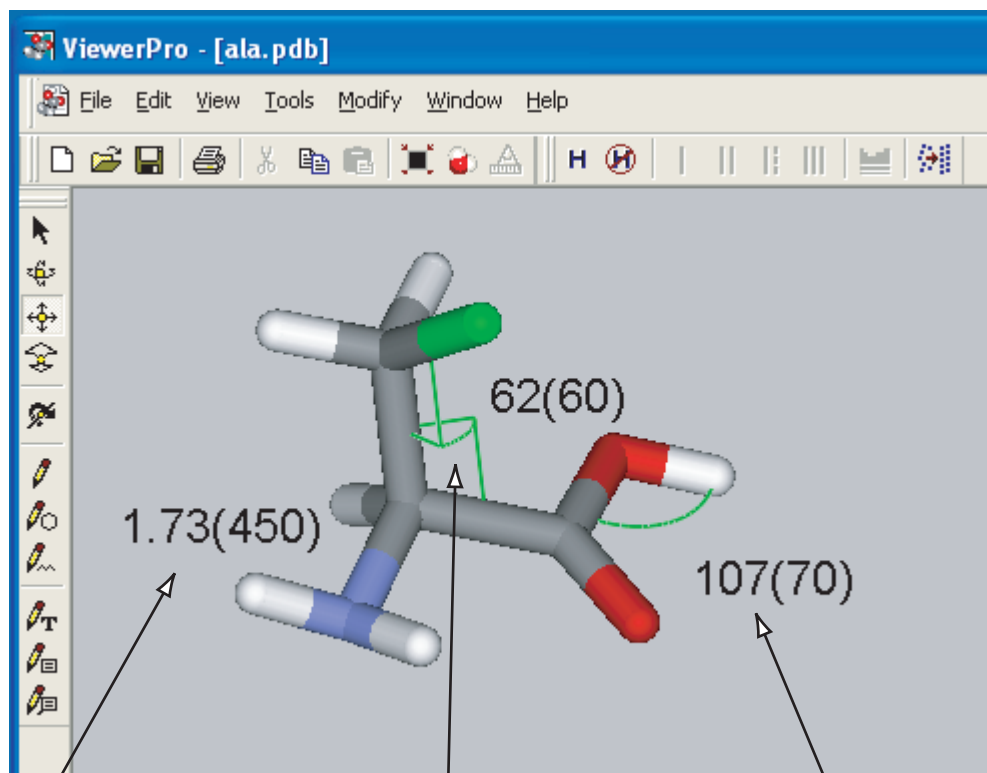 ViewerPro - [ala.pdb]
File Edit View Tools Modify Window Help
H H
62(60)
1.73(450)
107(70)
T